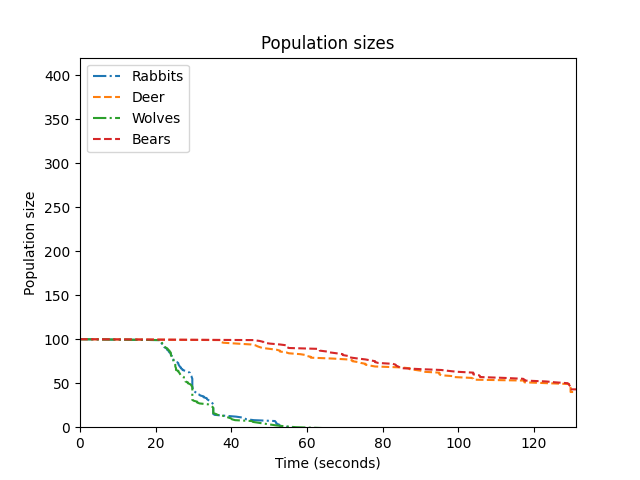 Population sizes
400
350
300
250
200
150
100
50
0
Population size
Rabbits
Deer
Wolves
Bears
0 20 40 60 80 100 120
Time (seconds)